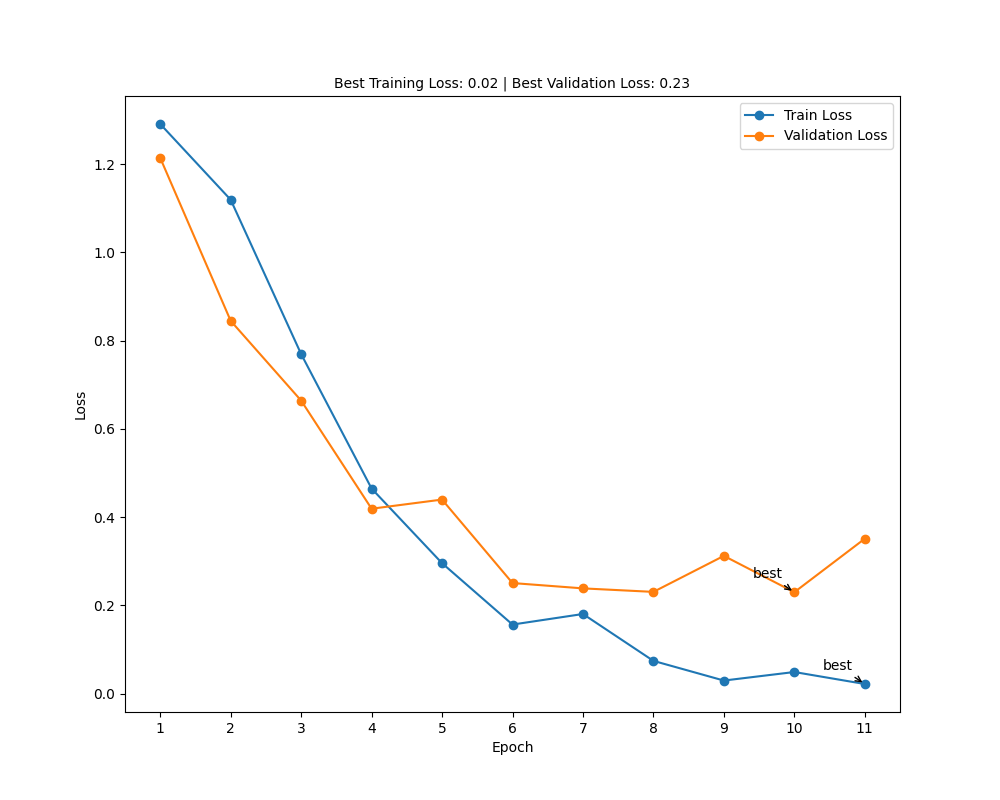 Best Training Loss: 0.02 | Best Validation Loss: 0.23
Train Loss
Validation Loss
Loss
1.2
1.0
0.8
0.6
0.4
0.2
0.0
best
best
1 2 3 4 5 6 7 8 9 10 11
Epoch